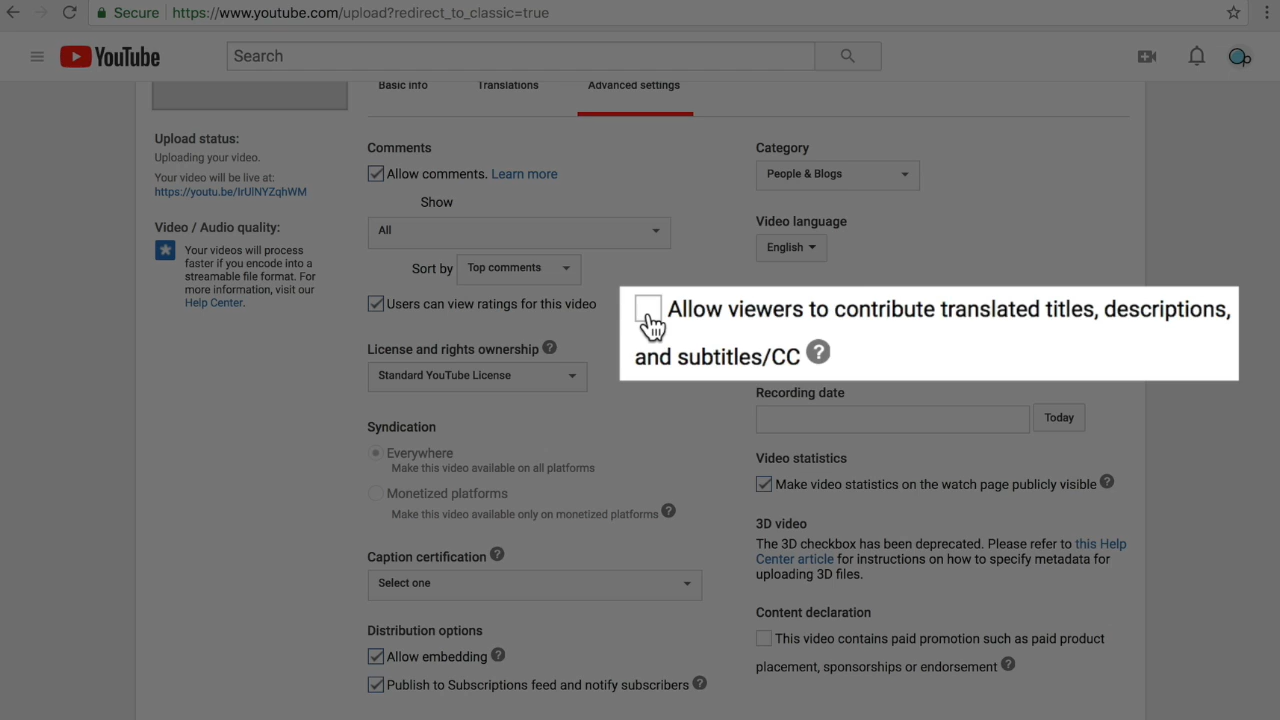 Secure https://www.youtube.com/upload?redirect_to_classic=true
YouTube
Search
Basic info Translations Advanced settings
Upload status:
Uploading your video.
Your video will be live at:
https://youtu.be/IrUlNYZqhWM
Video / Audio quality:
Your videos will process
faster if you encode into a
streamable file format. For
more information, visit our
Help Center.
Comments
Allow comments. Learn more
Show
All
Sort by Top comments
Users can view ratings for this video
License and rights ownership ?
Standard YouTube License
Syndication
Everywhere
Make this video available on all platforms
Monetized platforms
Make this video available only on monetized platforms ?
Caption certification ?
Select one
Distribution options
Allow embedding ?
Publish to Subscriptions feed and notify subscribers ?
Category
People & Blogs
Video language
English
Allow viewers to contribute translated titles, descriptions,
and subtitles/CC ?
Recording date
Today
Video statistics
Make video statistics on the watch page publicly visible ?
3D video
The 3D checkbox has been deprecated. Please refer to this Help
Center article for instructions on how to specify metadata for
uploading 3D files.
Content declaration
This video contains paid promotion such as paid product
placement, sponsorships or endorsement ?